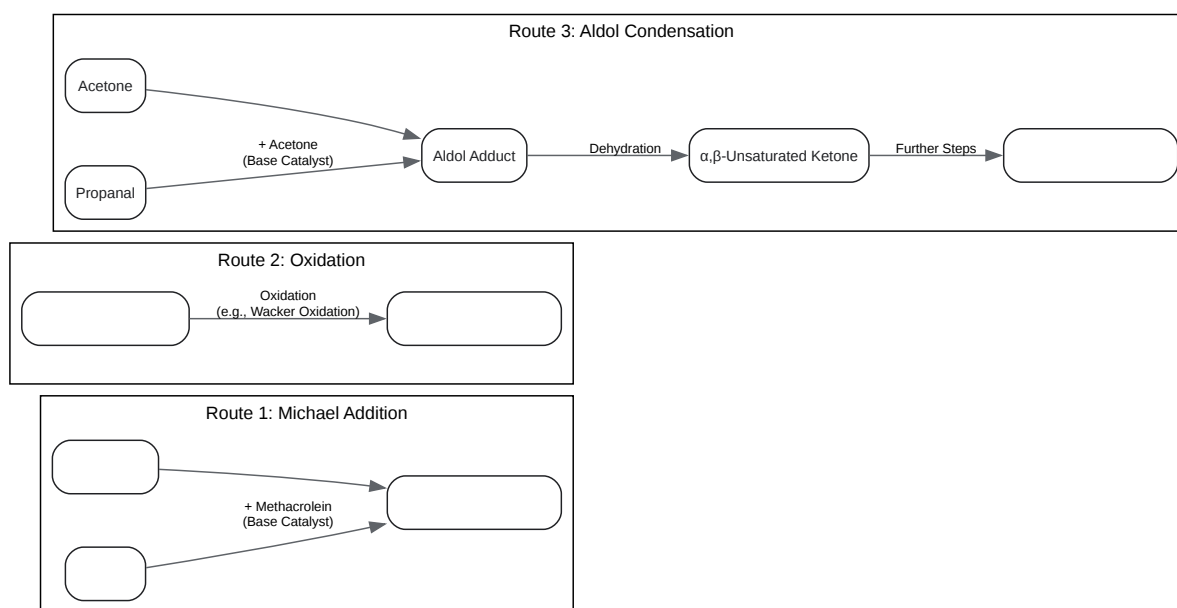 Route 3: Aldol Condensation
Acetone
+ Acetone
(Base Catalyst)
Propanal
Aldol Adduct
Dehydration
α,β-Unsaturated Ketone
Further Steps
Route 2: Oxidation
Oxidation
(e.g., Wacker Oxidation)
Route 1: Michael Addition
+ Methacrolein
(Base Catalyst)